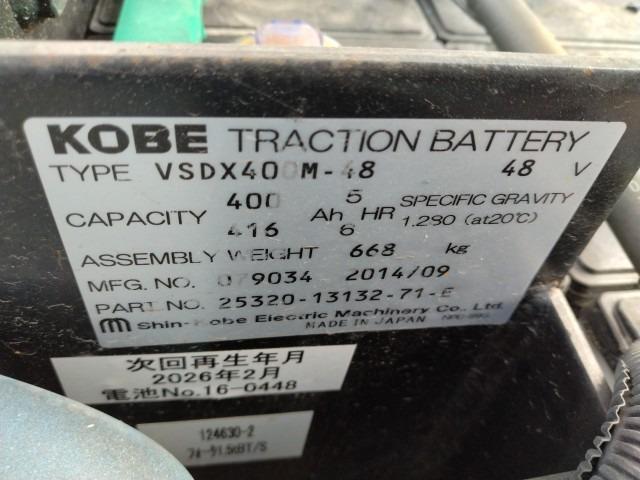 KOBE TRACTION BATTERY
TYPE VSDX400M-48 48 V
CAPACITY 400 Ah 5 HR SPECIFIC GRAVITY
416 6 1.280 (at20℃)
ASSEMBLY WEIGHT 668 kg
MFG. NO. 079034 2014/09
PART NO. 25320-13132-71-E
Shin-Kobe Electric Machinery Co., Ltd.
MADE IN JAPAN
次回再生年月
2026年2月
電池No.16-0448
124630-2